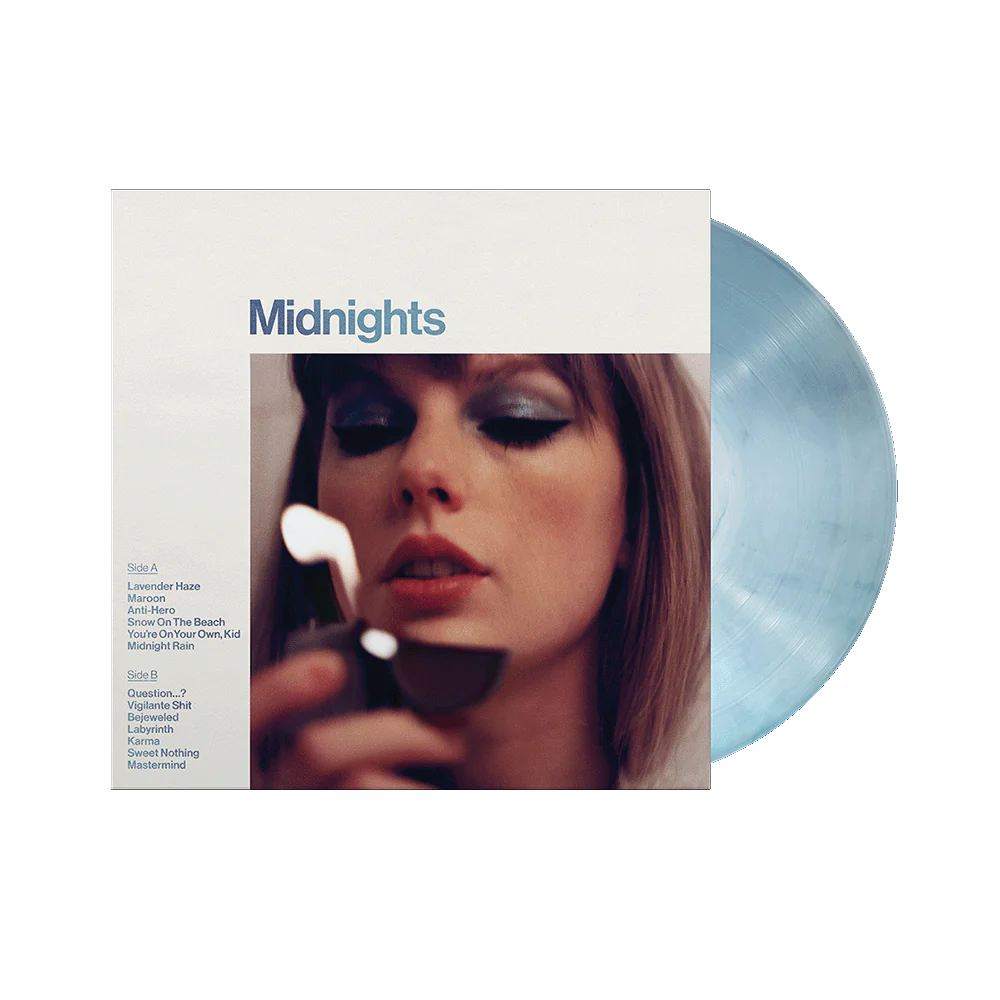 Midnights
Side A
Lavender Haze
Maroon
Anti-Hero
Snow On The Beach
You're On Your Own, Kid
Midnight Rain
Side B
Question...?
Vigilante Shit
Bejeweled
Labyrinth
Karma
Sweet Nothing
Mastermind